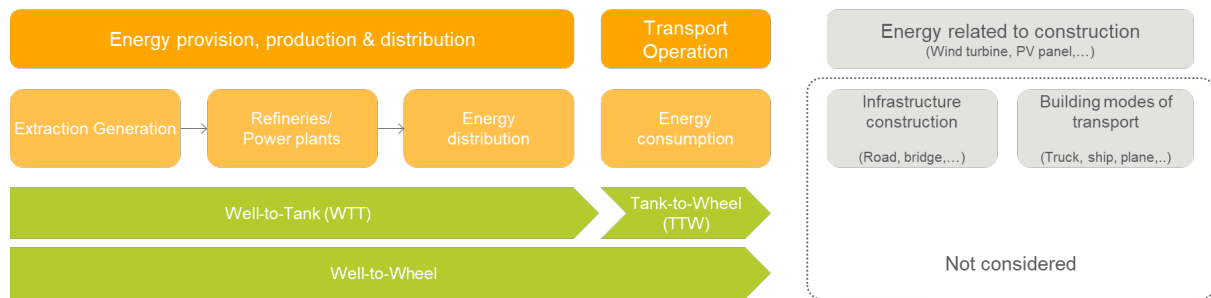 Energy provision, production & distribution
Transport
Operation
Energy related to construction
(Wind turbine, PV panel,...)
Extraction Generation
Refineries/
Power plants
Energy
distribution
Energy
consumption
Infrastructure
construction
(Road, bridge,...)
Building modes of
transport
(Truck, ship, plane,..)
Well-to-Tank (WTT)
Tank-to-Wheel
(TTW)
Well-to-Wheel
Not considered